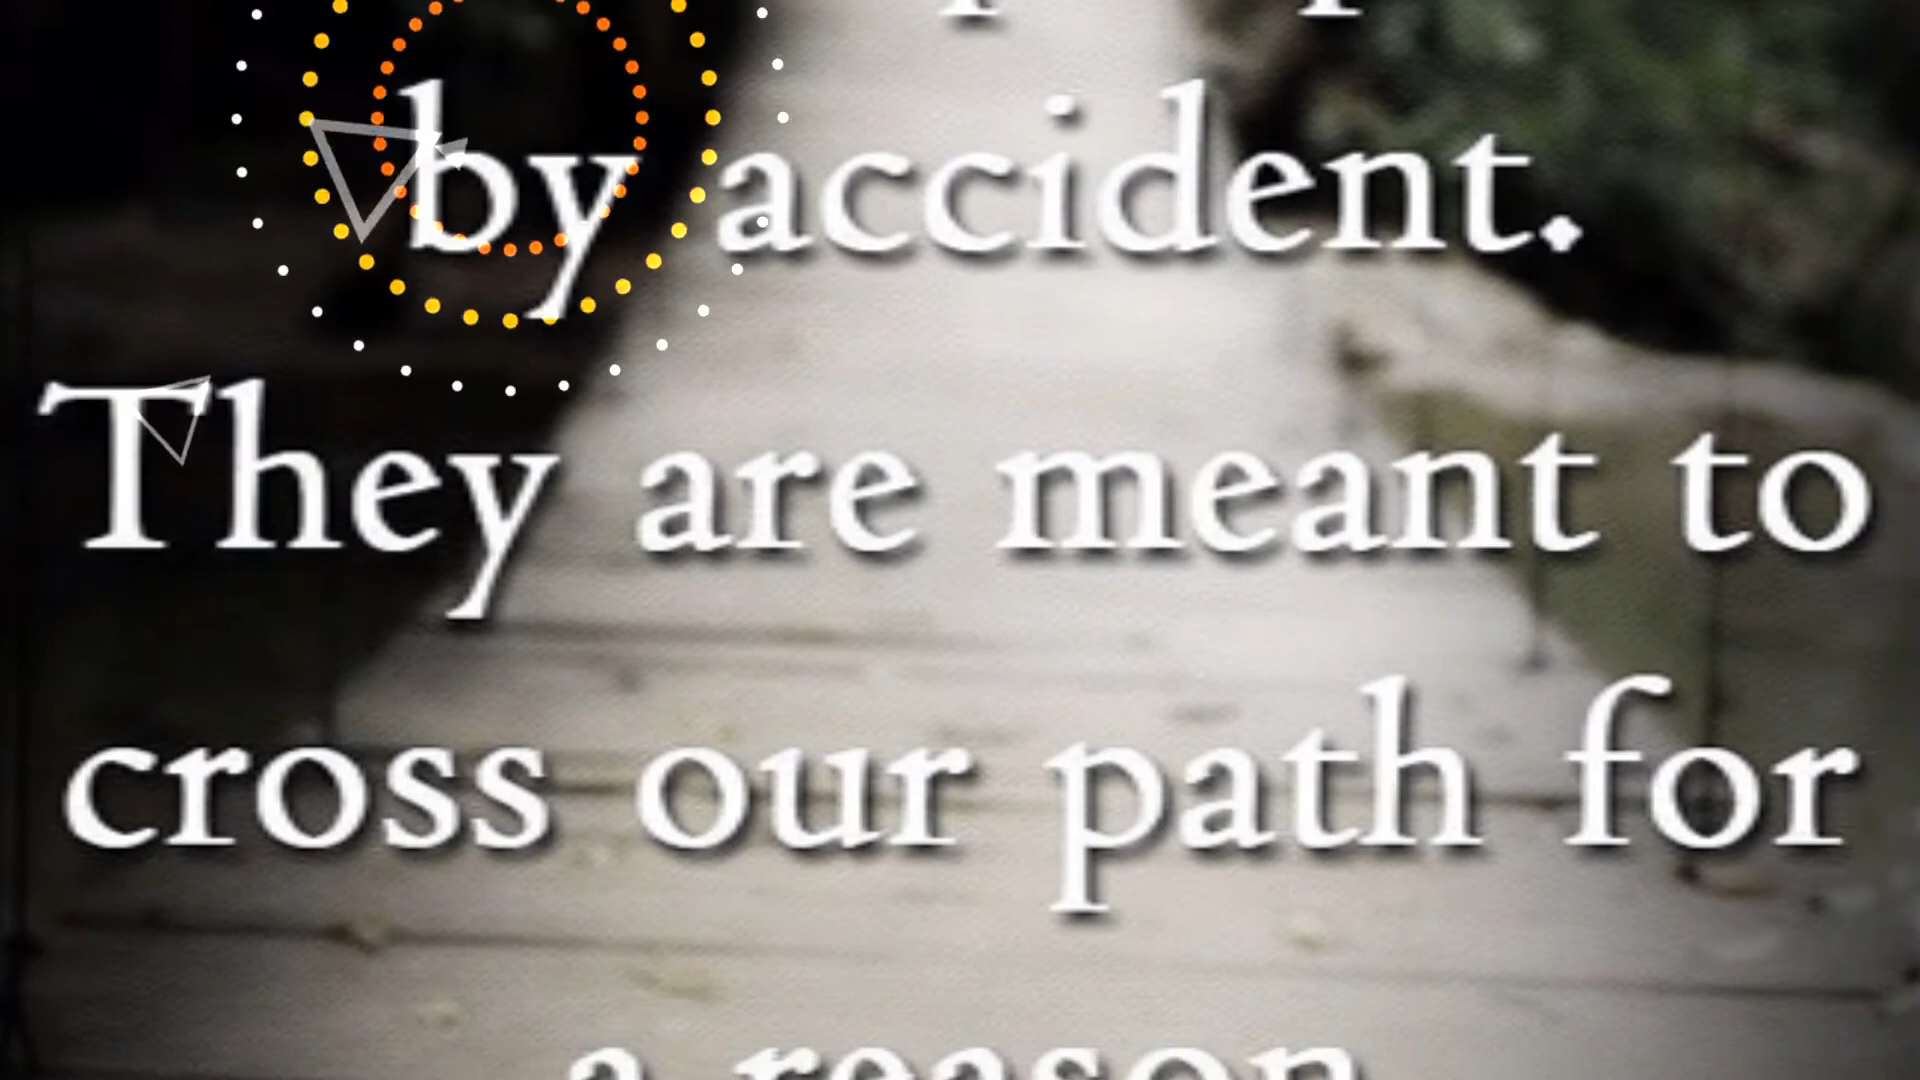 by accident.
They are meant to
cross our path for
a reason